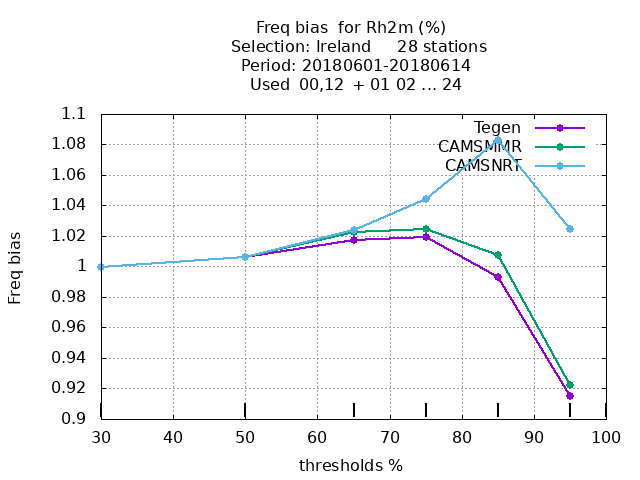 Freq bias  for Rh2m (%)
Selection: Ireland     28 stations
Period: 20180601-20180614
Used  00,12  + 01 02 ... 24
Tegen
CAMSMMR
CAMSNRT
1.1
1.08
1.06
1.04
1.02
1
0.98
0.96
0.94
0.92
0.9
Freq bias
30 40 50 60 70 80 90 100
thresholds %